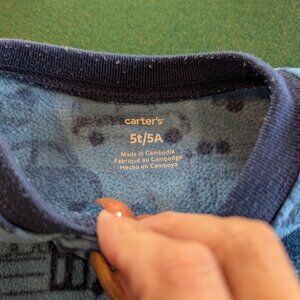 carter's
5t/5A
Made in Cambodia
Fabriqué au Cambodge
Hecho en Camboya